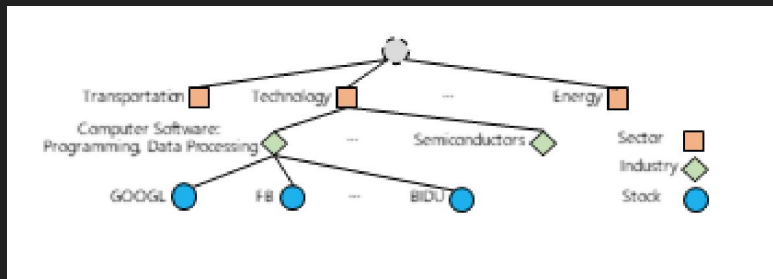 Transportation
Technology
...
Energy
Computer Software:
Programming, Data Processing
...
Semiconductors
Sector
Industry
GOOGL
FB
...
BIDU
Stock